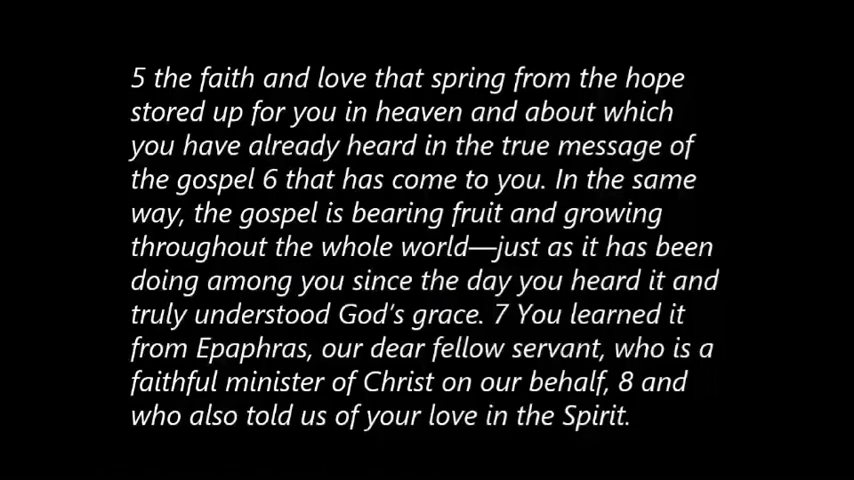 5 the faith and love that spring from the hope
stored up for you in heaven and about which
you have already heard in the true message of
the gospel 6 that has come to you. In the same
way, the gospel is bearing fruit and growing
throughout the whole world—just as it has been
doing among you since the day you heard it and
truly understood God's grace. 7 You learned it
from Epaphras, our dear fellow servant, who is a
faithful minister of Christ on our behalf, 8 and
who also told us of your love in the Spirit.